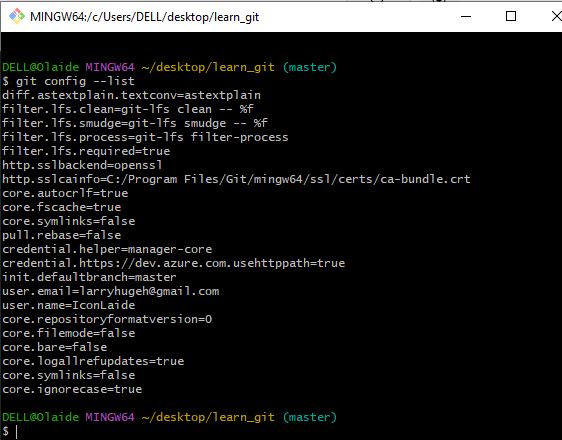 MINGW64:/c/Users/DELL/desktop/learn_git
DELL@Olaide MINGW64 ~/desktop/learn_git (master)
$ git config --list
diff.astextplain.textconv=astextplain
filter.lfs.clean=git-lfs clean -- %f
filter.lfs.smudge=git-lfs smudge -- %f
filter.lfs.process=git-lfs filter-process
filter.lfs.required=true
http.sslbackend=openssl
http.sslcainfo=C:/Program Files/Git/mingw64/ssl/certs/ca-bundle.crt
core.autocrlf=true
core.fscache=true
core.symlinks=false
pull.rebase=false
credential.helper=manager-core
credential.https://dev.azure.com.usehttppath=true
init.defaultbranch=master
user.email=larryhugeh@gmail.com
user.name=IconLaide
core.repositoryformatversion=0
core.filemode=false
core.bare=false
core.logallrefupdates=true
core.symlinks=false
core.ignorecase=true
DELL@Olaide MINGW64 ~/desktop/learn_git (master)
$